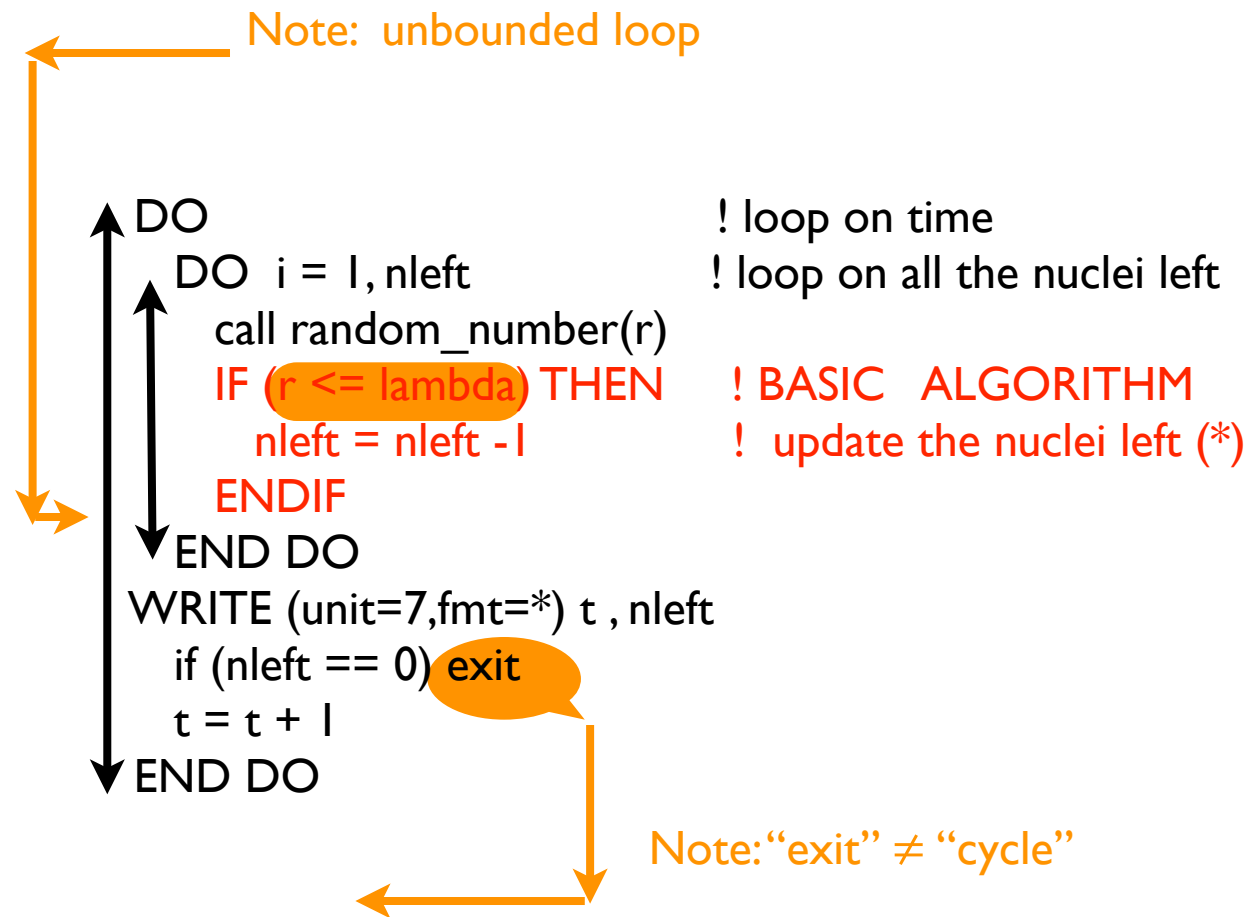 Note: unbounded loop
DO ! loop on time
DO i = 1, nleft ! loop on all the nuclei left
call random_number(r)
IF (r <= lambda) THEN ! BASIC ALGORITHM
nleft = nleft -1 ! update the nuclei left (*)
ENDIF
END DO
WRITE (unit=7,fmt=*) t , nleft
if (nleft == 0) exit
t = t + 1
END DO
Note: “exit” ≠ “cycle”